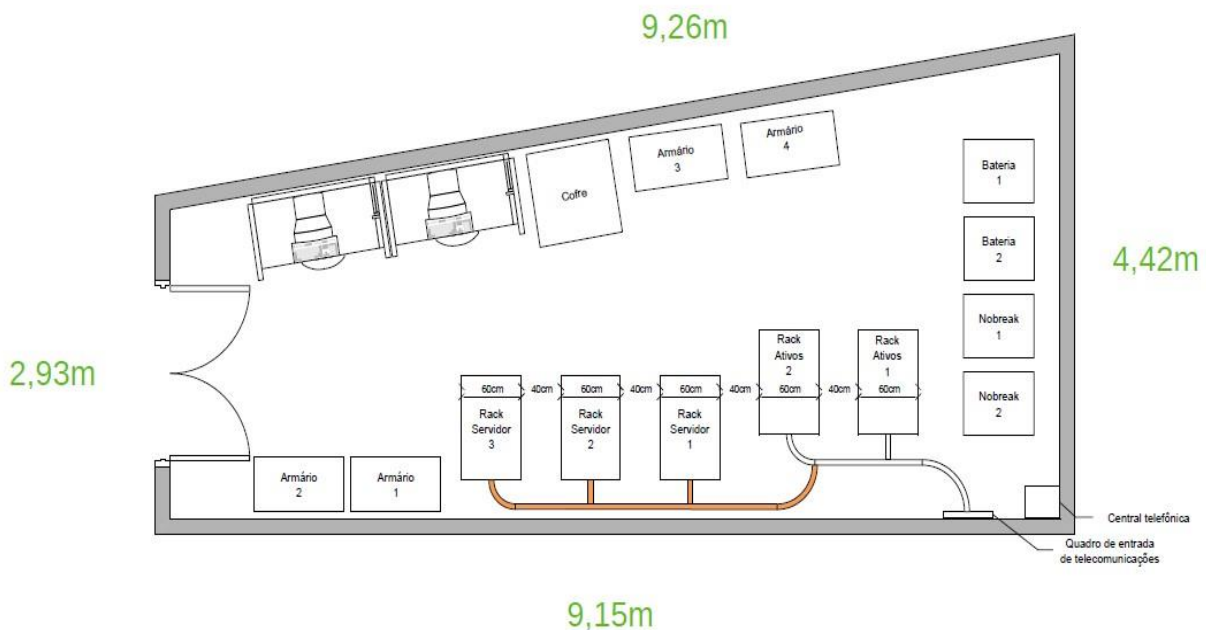 9,26m
Armário
4
Armário
3
Cofre
Bateria
1
Bateria
2
4,42m
Nobreak
1
Nobreak
2
Rack
Ativos
2
Rack
Ativos
1
2,93m
60cm
40cm
60cm
40cm
60cm
40cm
60cm
40cm
60cm
Rack
Servidor
3
Rack
Servidor
2
Rack
Servidor
1
Armário
2
Armário
1
Central telefônica
Quadro de entrada
de telecomunicações
9,15m